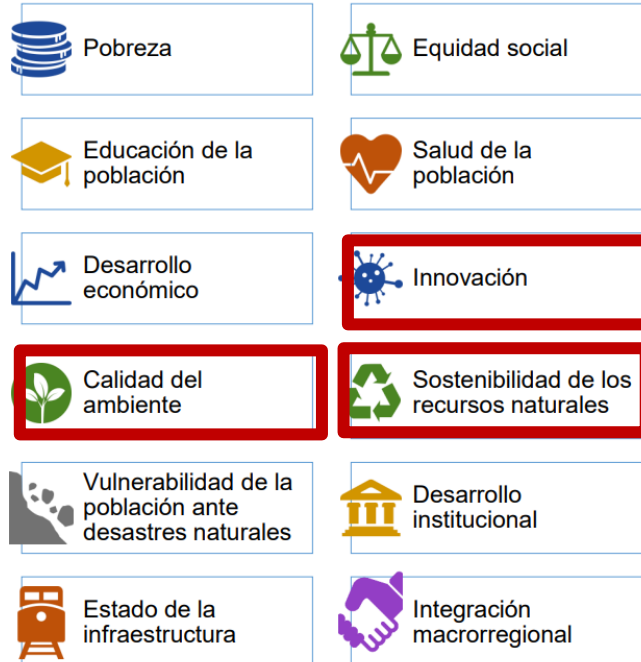 Pobreza
Equidad social
Educación de la
población
Salud de la
población
Desarrollo
económico
Innovación
Calidad del
ambiente
Sostenibilidad de los
recursos naturales
Vulnerabilidad de la
población ante
desastres naturales
Desarrollo
institucional
Estado de la
infraestructura
Integración
macrorregional